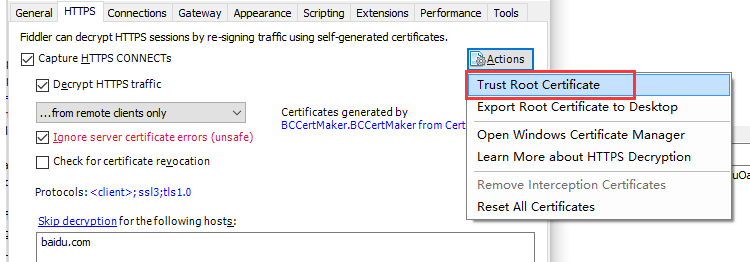 General HTTPS Connections Gateway Appearance Scripting Extensions Performance Tools
Fiddler can decrypt HTTPS sessions by re-signing traffic using self-generated certificates.
Capture HTTPS CONNECTs
Actions
Decrypt HTTPS traffic
Trust Root Certificate
...from remote clients only
Certificates generated by
Export Root Certificate to Desktop
BCCertMaker.BCCertMaker from Cert
Ignore server certificate errors (unsafe)
Open Windows Certificate Manager
Check for certificate revocation
Learn More about HTTPS Decryption
Protocols: <client>; ssl3;tls1.0
Remove Interception Certificates
Reset All Certificates
Skip decryption for the following hosts:
baidu.com